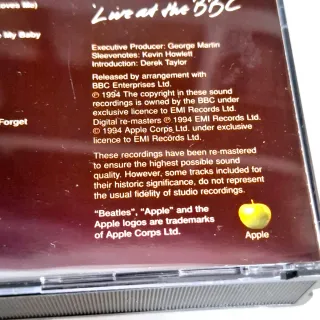 'Live at the BBC
oves Me)
Executive Producer: George Martin
Sleevenotes: Kevin Howlett
Introduction: Derek Taylor
My Baby
Released by arrangement with
BBC Enterprises Ltd.
℗ 1994 The copyright in these sound
recordings is owned by the BBC under
exclusive licence to EMI Records Ltd.
Digital re-masters ℗ 1994 EMI Records Ltd.
© 1994 Apple Corps Ltd. under exclusive
licence to EMI Records Ltd.
Forget
These recordings have been re-mastered
to ensure the highest possible sound
quality. However, some tracks included for
their historic significance, do not represent
the usual fidelity of studio recordings.
"Beatles", "Apple" and the
Apple logos are trademarks
of Apple Corps Ltd.
Apple